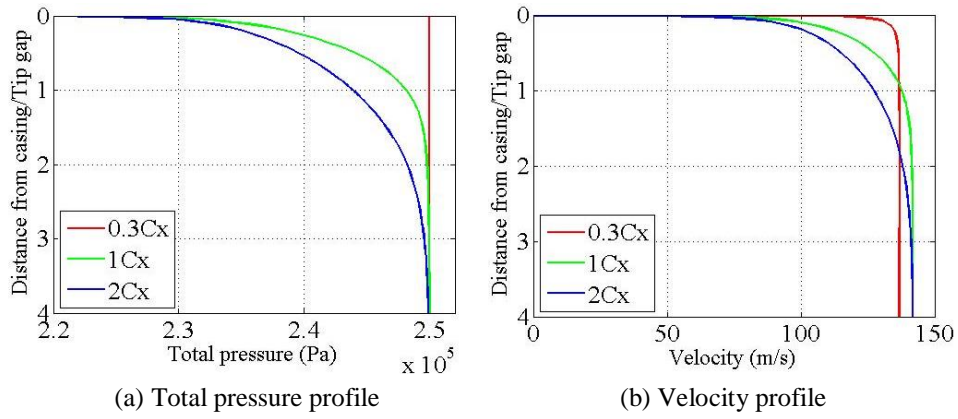 0
1
2
3
4
Distance from casing/Tip gap
0.3Cx
1Cx
2Cx
2.2 2.3 2.4 2.5
Total pressure (Pa)
x 10^5
(a) Total pressure profile
0
1
2
3
4
Distance from casing/Tip gap
0.3Cx
1Cx
2Cx
0 50 100 150
Velocity (m/s)
(b) Velocity profile